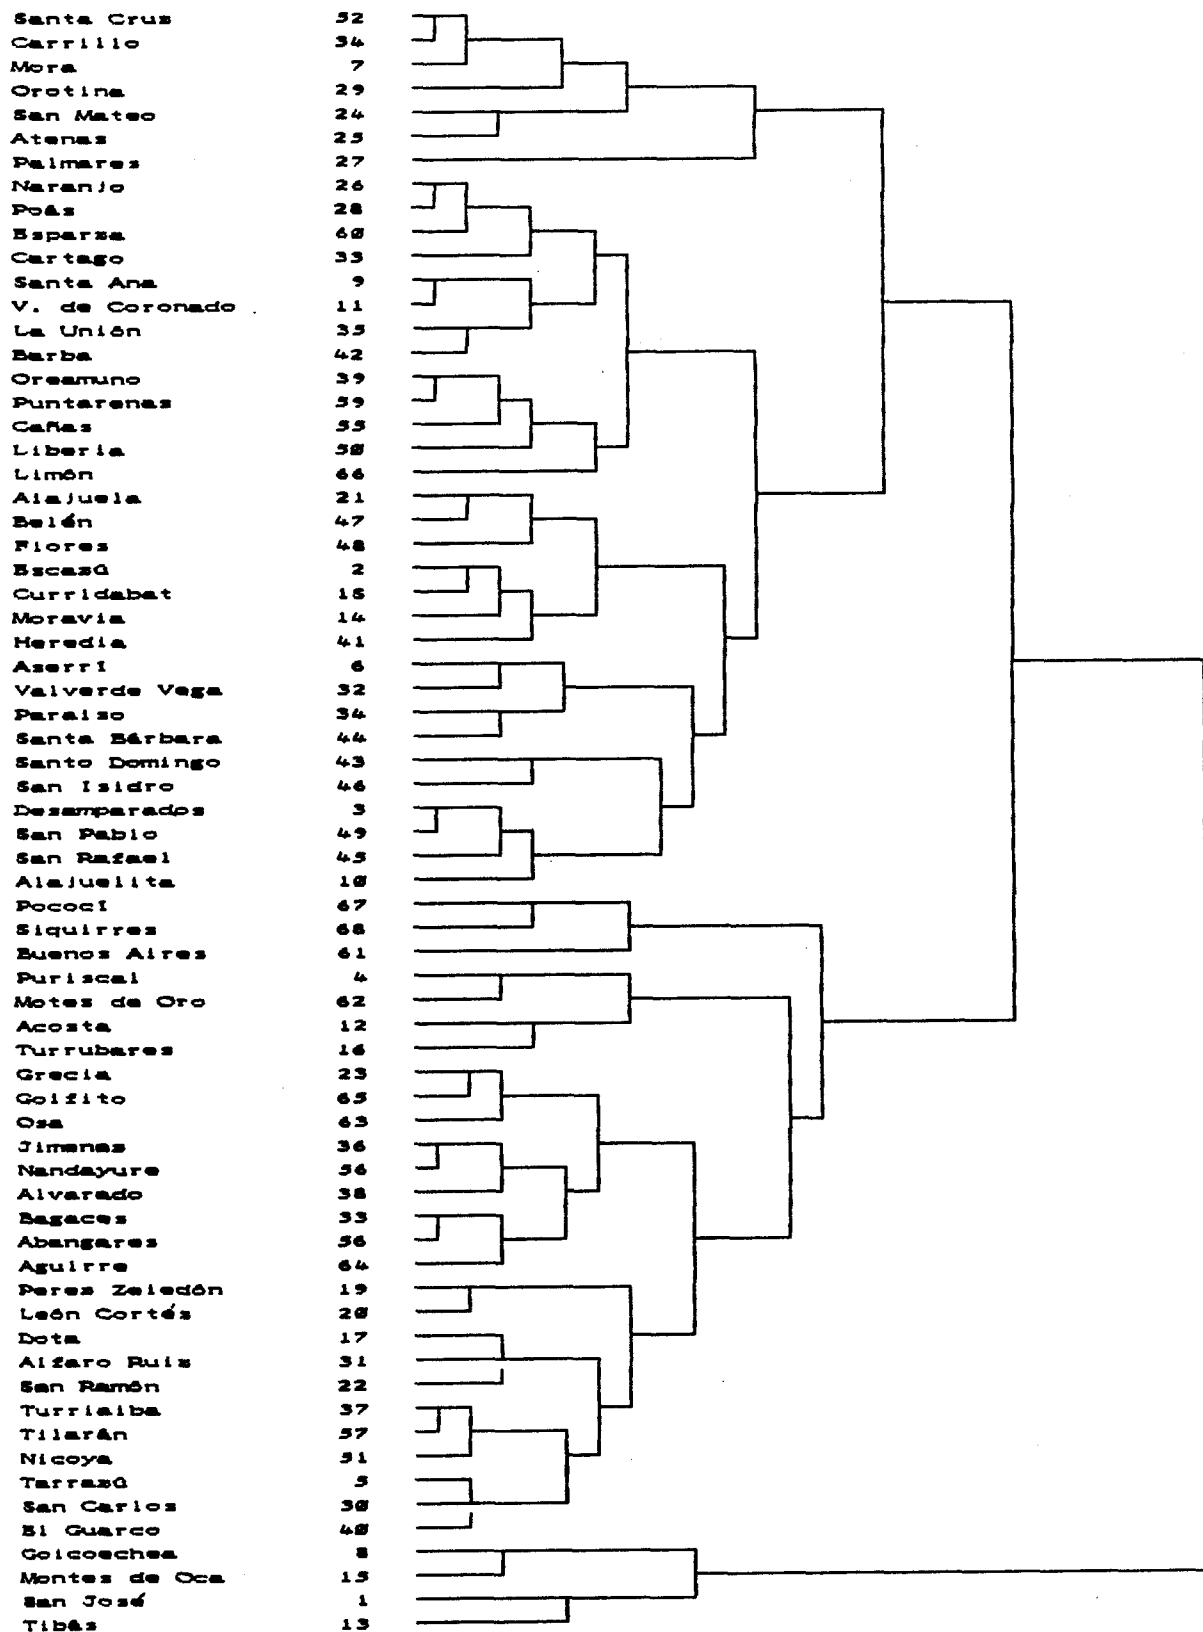 Santa Cruz 52
Carrillo 54
Mora 7
Orotina 29
San Mateo 24
Atenas 25
Palmares 27
Naranjo 26
Poás 28
Esparza 60
Cartago 33
Santa Ana 9
V. de Coronado 11
La Unión 35
Barba 42
Oreamuno 39
Puntarenas 59
Cañas 55
Liberia 50
Limón 66
Alajuela 21
Belén 47
Flores 48
Escazú 2
Curridabat 18
Moravia 14
Heredia 41
Aserrí 6
Valverde Vega 32
Paraiso 34
Santa Bárbara 44
Santo Domingo 43
San Isidro 46
Desamparados 3
San Pablo 49
San Rafael 45
Alajuelita 10
Pococí 67
Siquirres 68
Buenos Aires 61
Puriscal 4
Motes de Oro 62
Acosta 12
Turrubares 16
Grecia 23
Golfito 65
Osa 63
Jimenez 36
Nandayure 56
Alvarado 38
Bagaces 53
Abangares 56
Aguirre 64
Perez Zeledón 19
León Cortés 20
Dota 17
Alfaro Ruiz 31
San Ramón 22
Turrialba 37
Tilarán 57
Nicoya 51
Tarrazú 5
San Carlos 30
El Guarco 40
Goicoechea 8
Montes de Oca 15
San José 1
Tibás 13